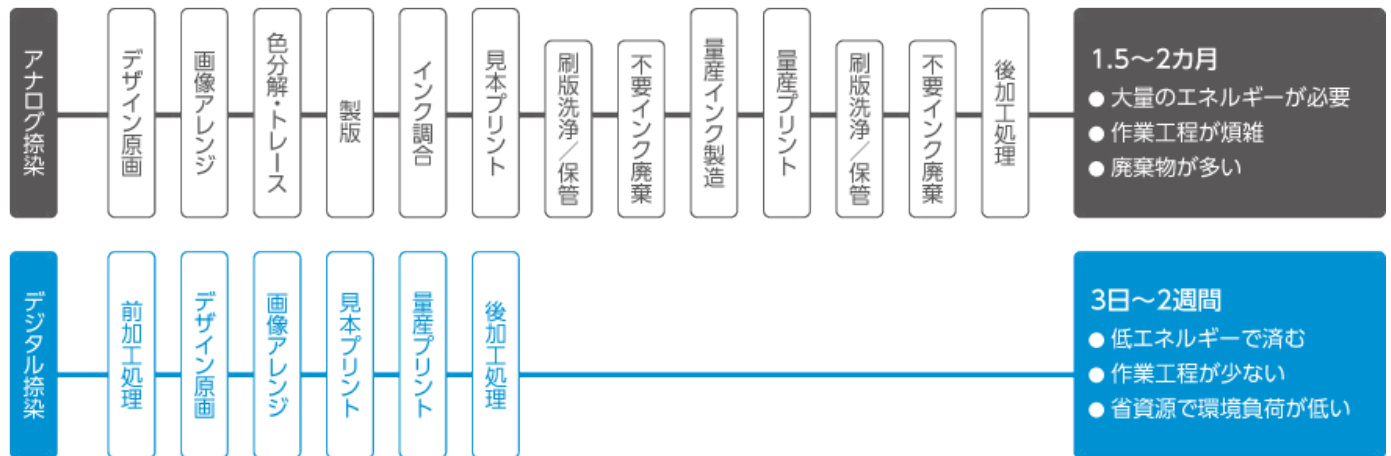 アナログ捺染
デザイン原画
画像アレンジ
色分解・トレース
製版
インク調合
見本プリント
刷版洗浄／保管
不要インク廃棄
量産インク製造
量産プリント
刷版洗浄／保管
不要インク廃棄
後加工処理
1.5〜2カ月
● 大量のエネルギーが必要
● 作業工程が煩雑
● 廃棄物が多い
デジタル捺染
前加工処理
デザイン原画
画像アレンジ
見本プリント
量産プリント
後加工処理
3日〜2週間
● 低エネルギーで済む
● 作業工程が少ない
● 省資源で環境負荷が低い